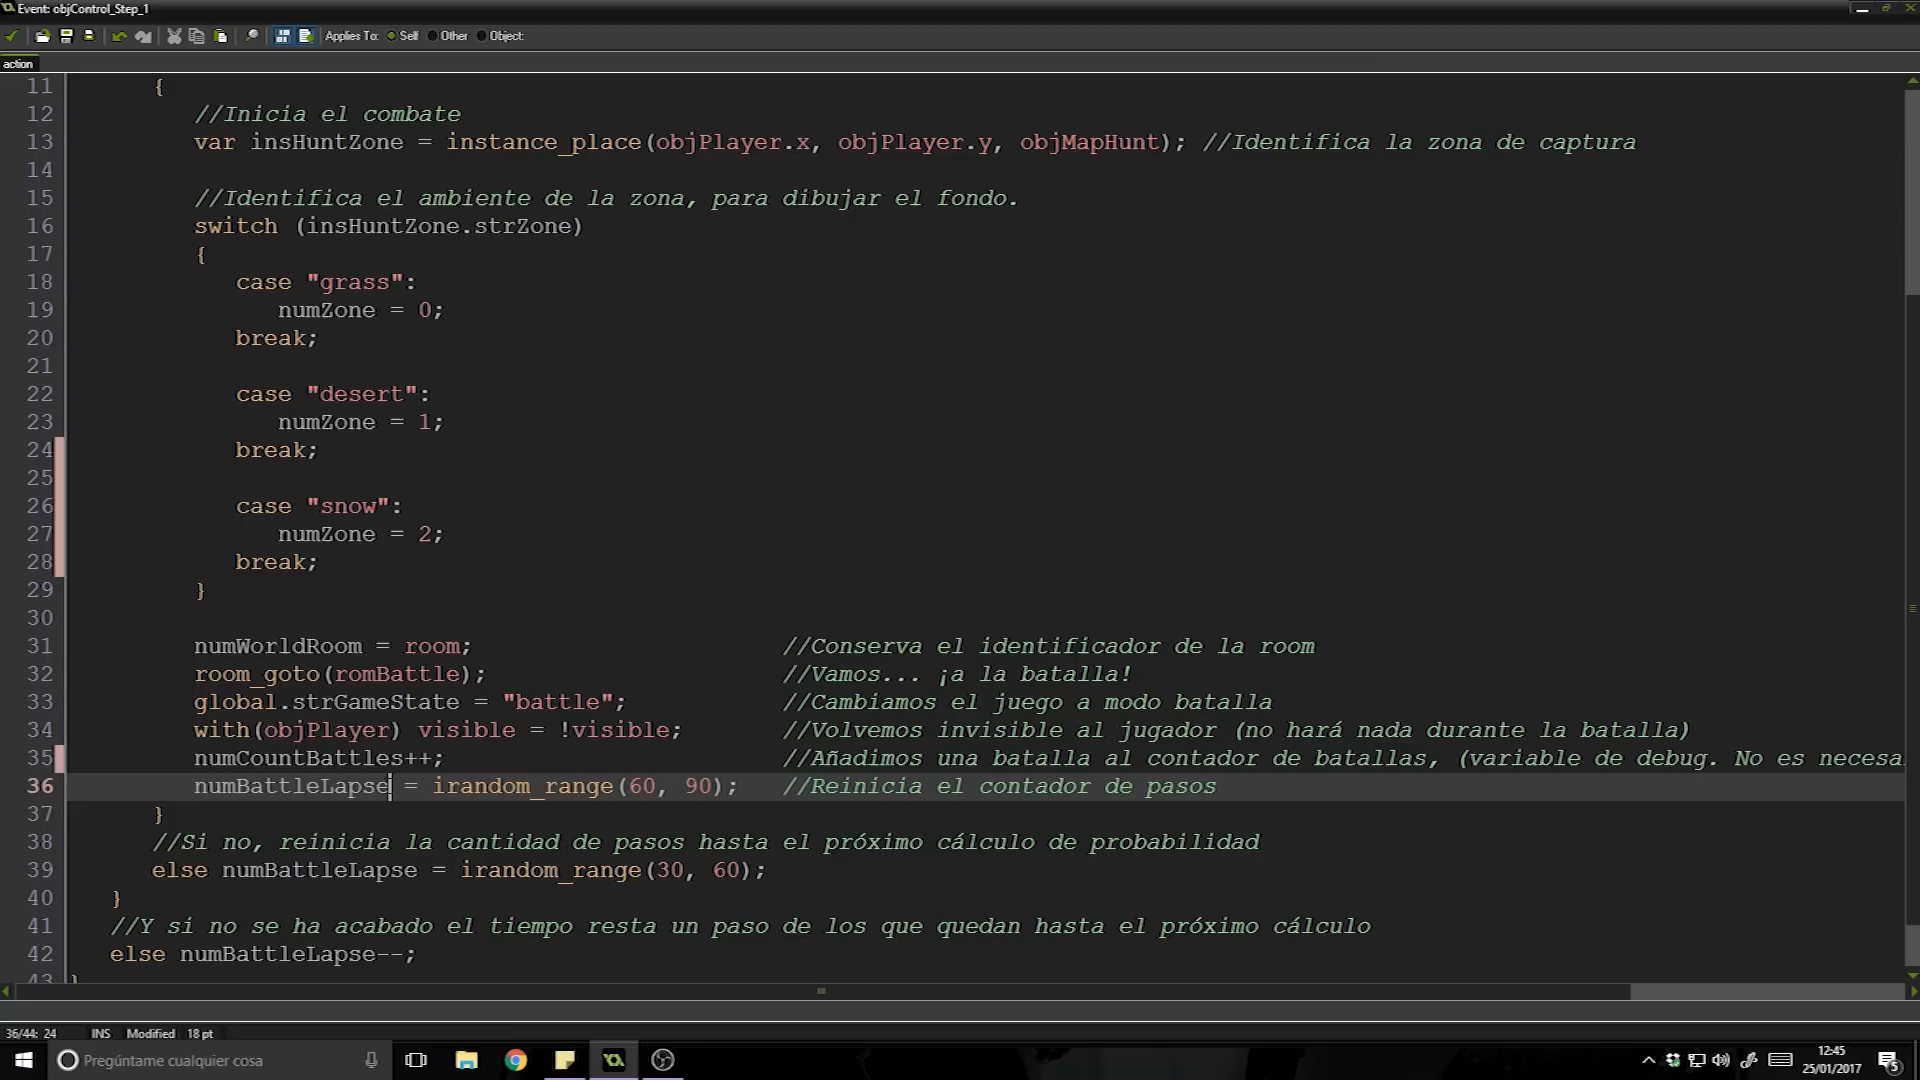 Event: objControl_Step_1
Applies To: Self Other Object:
action
11 {
12 //Inicia el combate
13 var insHuntZone = instance_place(objPlayer.x, objPlayer.y, objMapHunt); //Identifica la zona de captura
14
15 //Identifica el ambiente de la zona, para dibujar el fondo.
16 switch (insHuntZone.strZone)
17 {
18 case "grass":
19 numZone = 0;
20 break;
21
22 case "desert":
23 numZone = 1;
24 break;
25
26 case "snow":
27 numZone = 2;
28 break;
29 }
30
31 numWorldRoom = room; //Conserva el identificador de la room
32 room_goto(romBattle); //Vamos... ¡a la batalla!
33 global.strGameState = "battle"; //Cambiamos el juego a modo batalla
34 with(objPlayer) visible = !visible; //Volvemos invisible al jugador (no hará nada durante la batalla)
35 numCountBattles++; //Añadimos una batalla al contador de batallas, (variable de debug. No es necesa
36 numBattleLapse = irandom_range(60, 90); //Reinicia el contador de pasos
37 }
38 //Si no, reinicia la cantidad de pasos hasta el próximo cálculo de probabilidad
39 else numBattleLapse = irandom_range(30, 60);
40 }
41 //Y si no se ha acabado el tiempo resta un paso de los que quedan hasta el próximo cálculo
42 else numBattleLapse--;
43 }
36/44: 24 INS Modified 18 pt
Pregúntame cualquier cosa
12:45
25/01/2017
5